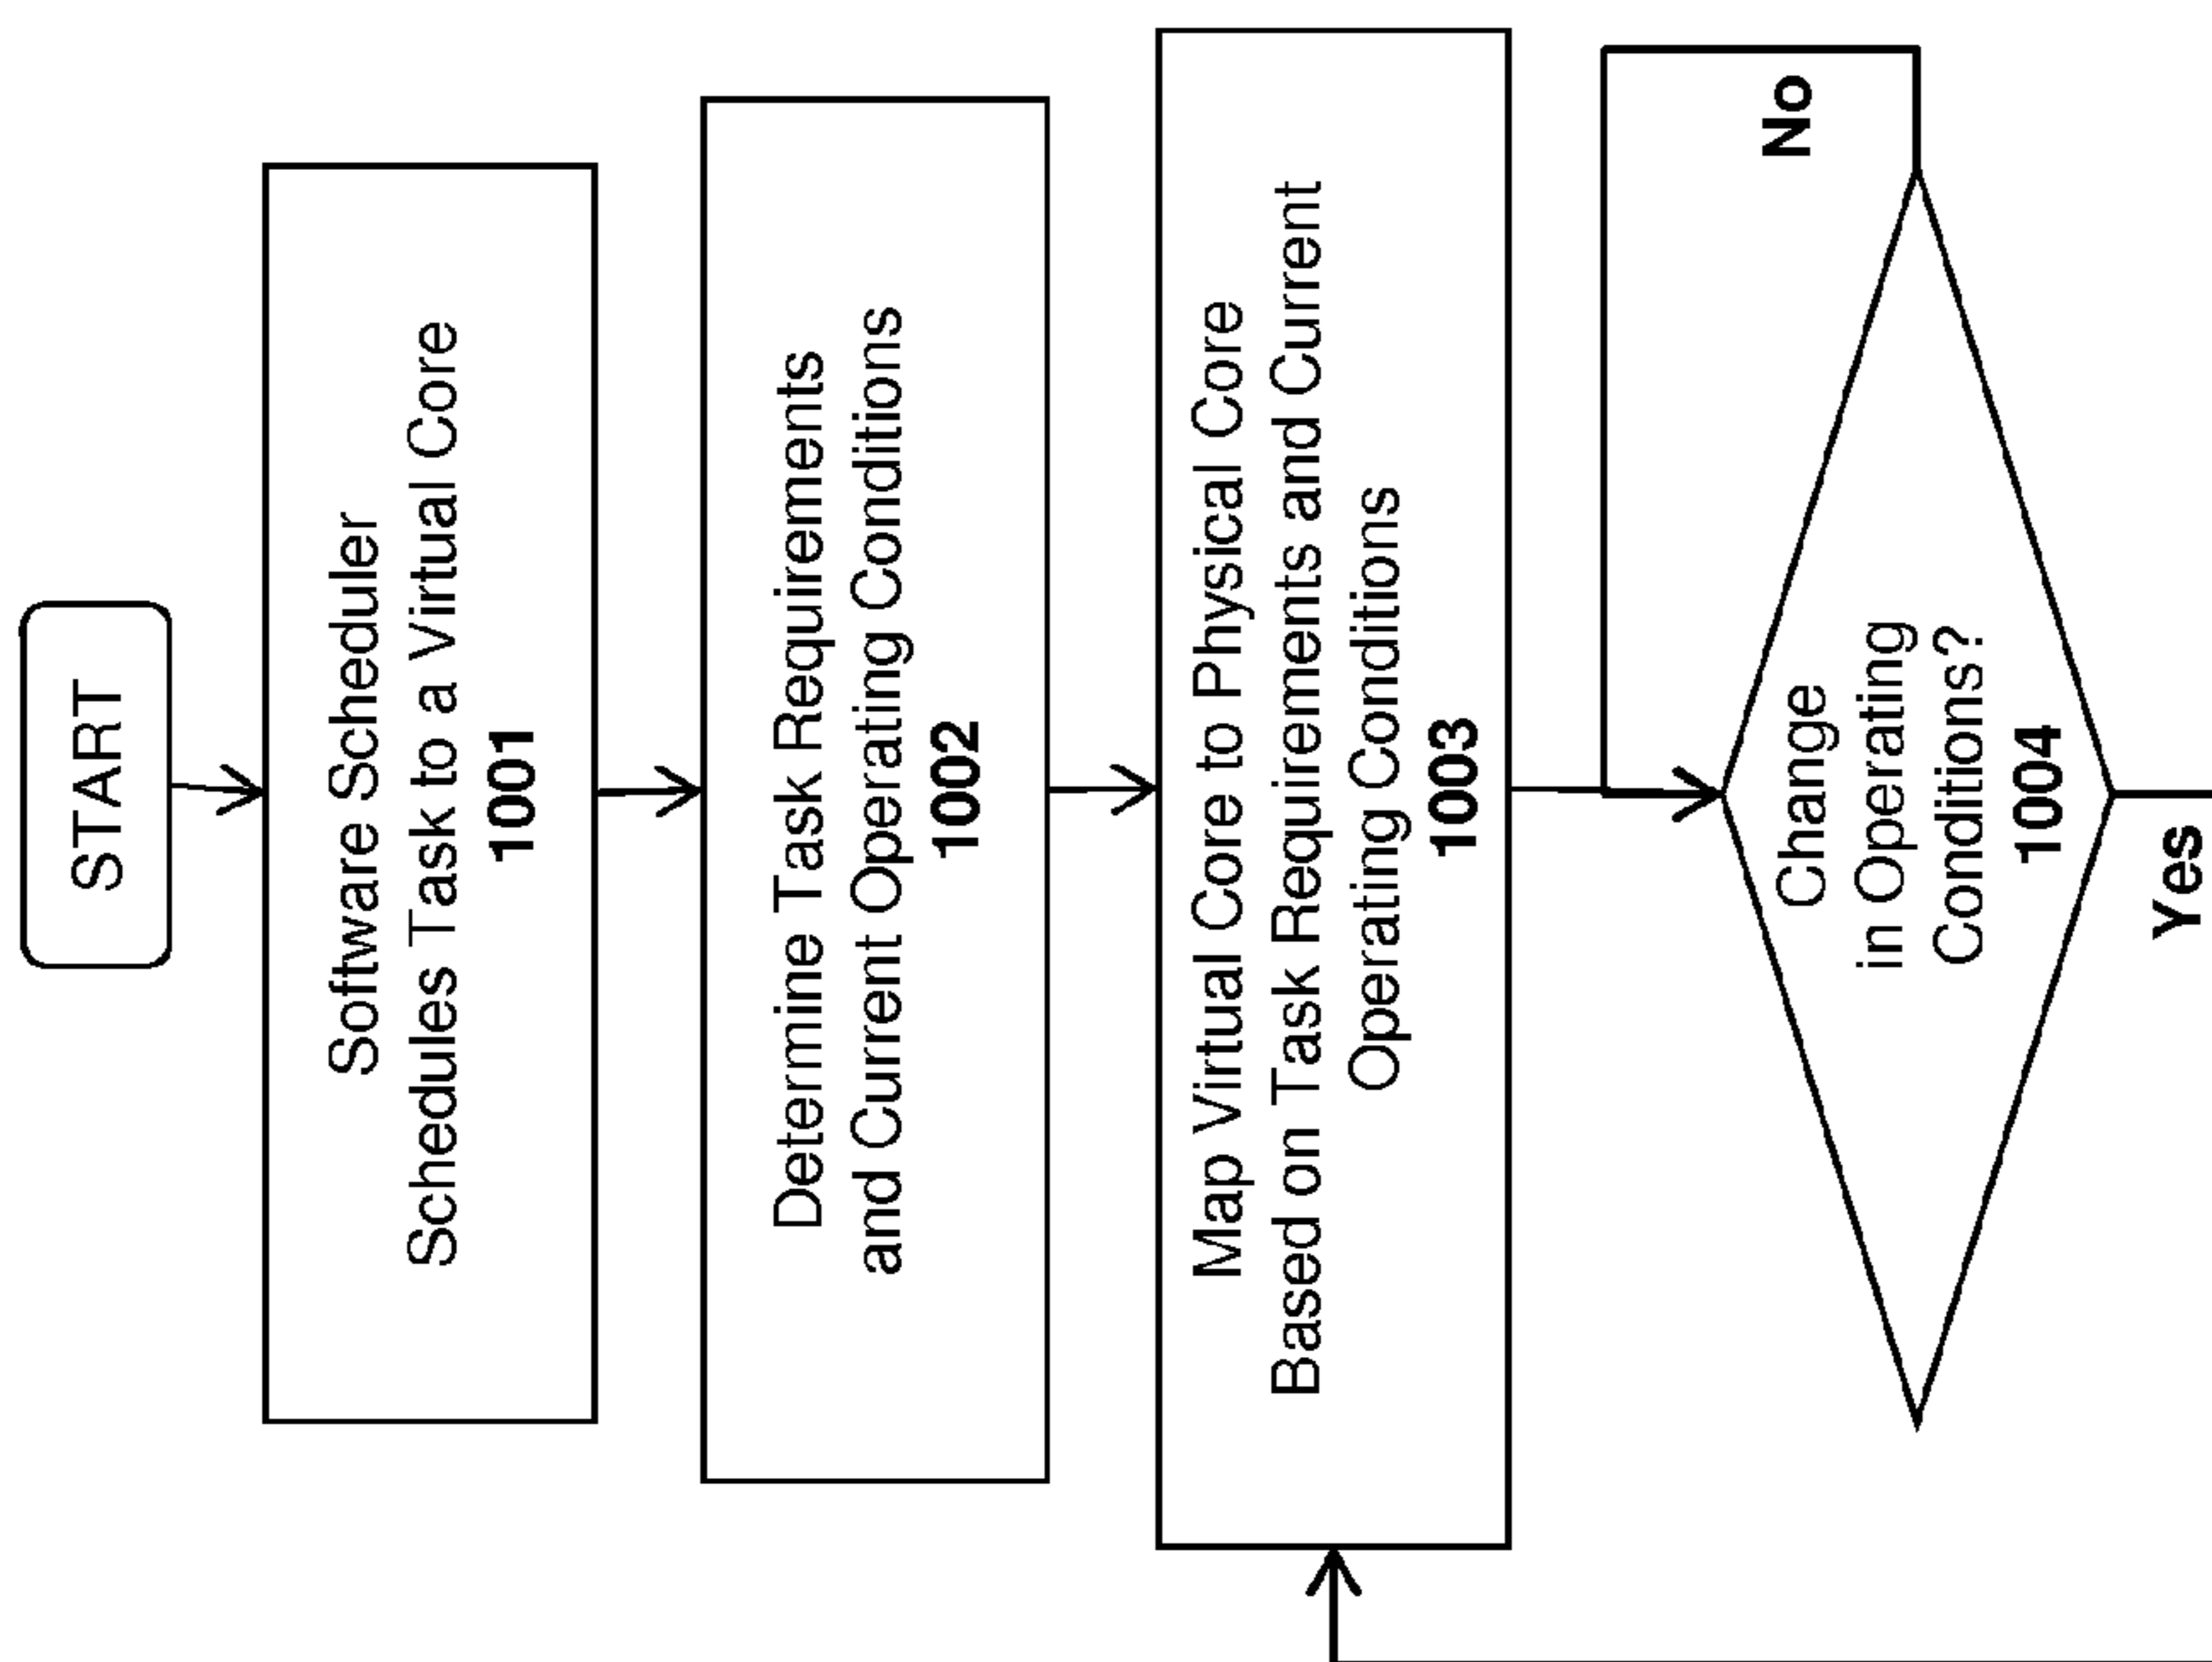 START
Software Scheduler
Schedules Task to a Virtual Core
1001
Determine Task Requirements
and Current Operating Conditions
1002
Map Virtual Core to Physical Core
Based on Task Requirements and Current
Operating Conditions
1003
Change
in Operating
Conditions?
1004
No
Yes